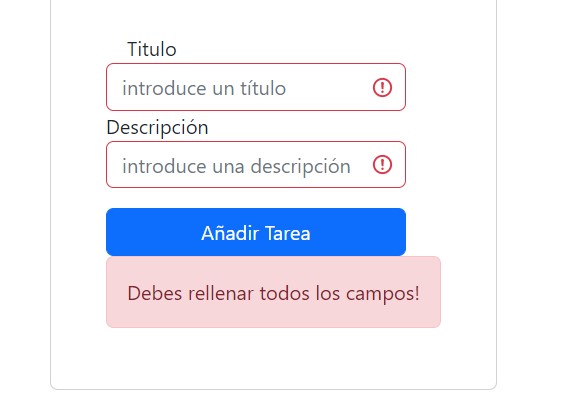 Titulo
introduce un título
Descripción
introduce una descripción
Añadir Tarea
Debes rellenar todos los campos!